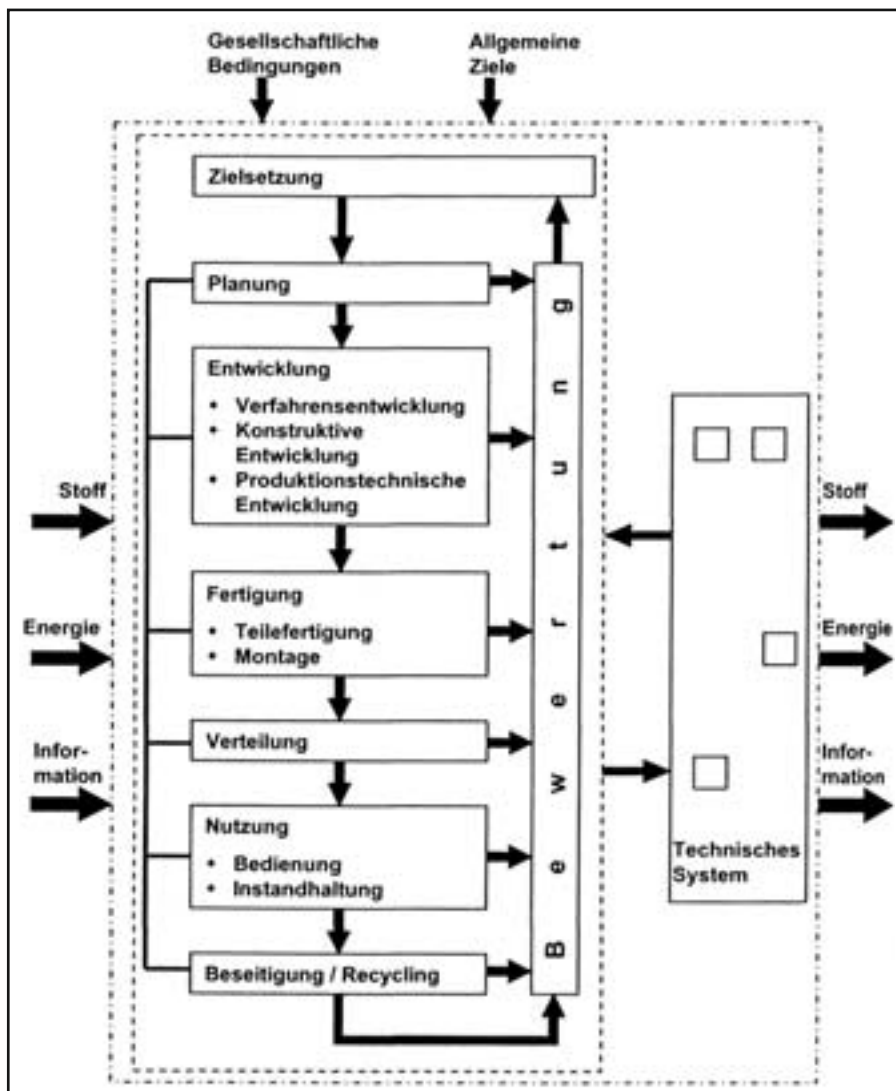 Gesellschaftliche
Bedingungen
Allgemeine
Ziele
Zielsetzung
Planung
Entwicklung
• Verfahrensentwicklung
• Konstruktive
Entwicklung
• Produktionstechnische
Entwicklung
Fertigung
• Teilefertigung
• Montage
Verteilung
Nutzung
• Bedienung
• Instandhaltung
Beseitigung / Recycling
Bewertung
Stoff
Energie
Infor-
mation
Technisches
System
Stoff
Energie
Infor-
mation